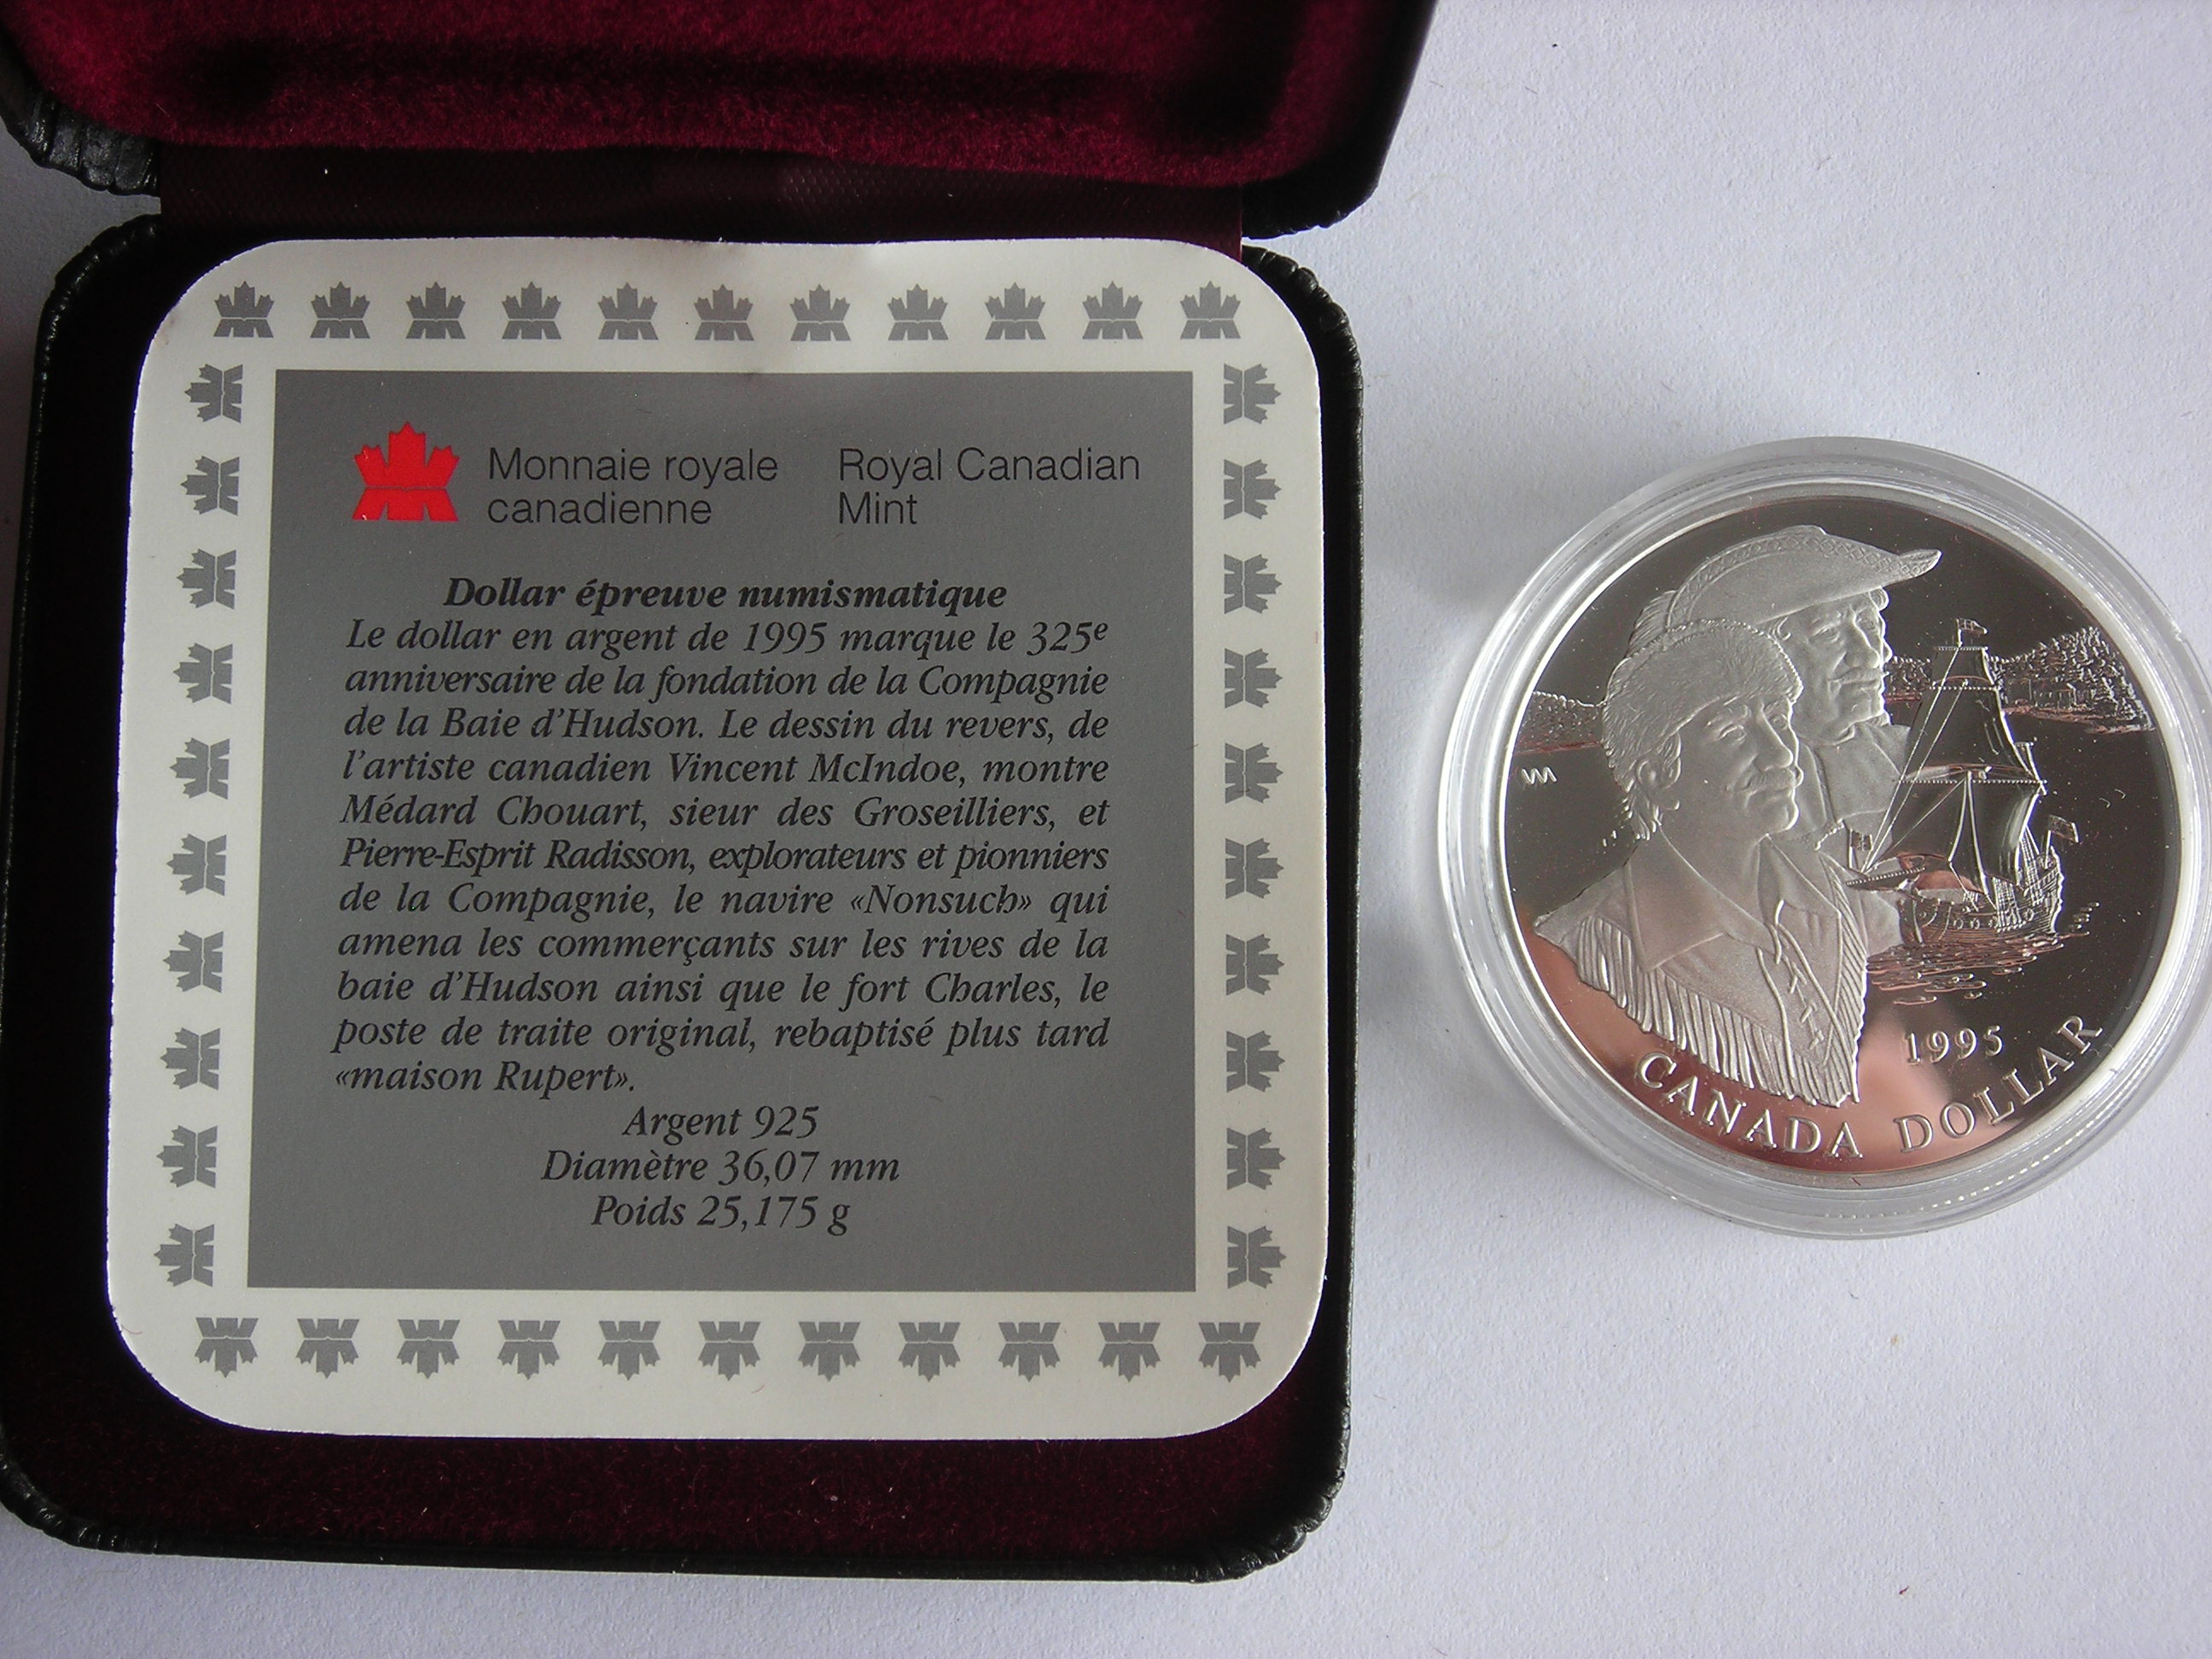 Monnaie royale
canadienne
Royal Canadian
Mint
Dollar épreuve numismatique
Le dollar en argent de 1995 marque le 325e
anniversaire de la fondation de la Compagnie
de la Baie d'Hudson. Le dessin du revers, de
l'artiste canadien Vincent McIndoe, montre
Médard Chouart, sieur des Groseilliers, et
Pierre-Esprit Radisson, explorateurs et pionniers
de la Compagnie, le navire «Nonsuch» qui
amena les commerçants sur les rives de la
baie d'Hudson ainsi que le fort Charles, le
poste de traite original, rebaptisé plus tard
«maison Rupert».
Argent 925
Diamètre 36,07 mm
Poids 25,175 g
VM
1995
CANADA DOLLAR